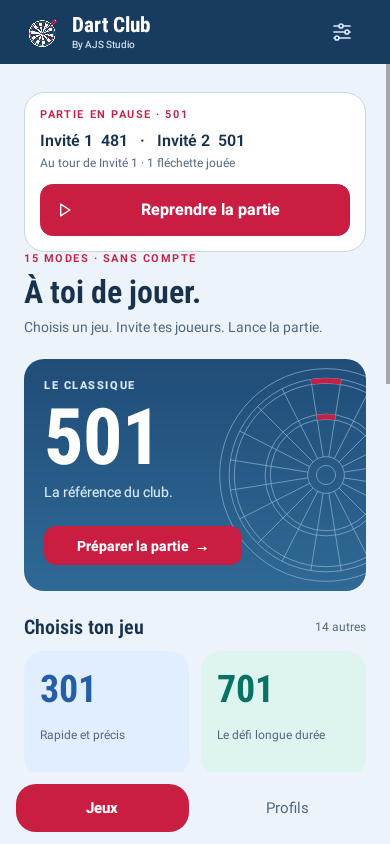 Dart Club
By AJS Studio
PARTIE EN PAUSE · 501
Invité 1 481 · Invité 2 501
Au tour de Invité 1 · 1 fléchette jouée
Reprendre la partie
15 MODES · SANS COMPTE
À toi de jouer.
Choisis un jeu. Invite tes joueurs. Lance la partie.
LE CLASSIQUE
501
La référence du club.
Préparer la partie →
Choisis ton jeu
14 autres
301
701
Rapide et précis
Le défi longue durée
Jeux
Profils